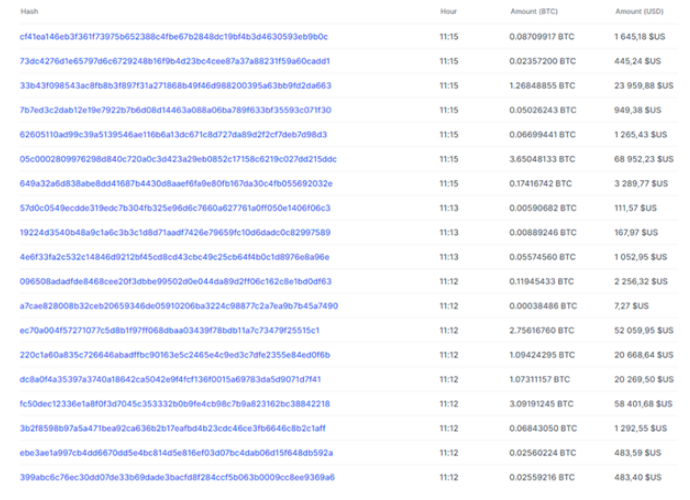 Hash Hour Amount (BTC) Amount (USD)
cf41ea146eb3f361f73975b652388c4fbe67b2848dc19bf4b3d4630593eb9b0c 11:15 0.08709917 BTC 1 645,18 $US
73dc4276d1e65797d6c6729248b16f9b4d23bc4cee87a37a88231f59a60cadd1 11:15 0.02357200 BTC 445,24 $US
33b43f098543ac8fb8b3f897f31a271868b49f46d988200395a63bb9fd2da663 11:15 1.26848855 BTC 23 959,88 $US
7b7ed3c2dab12e19e7922b7b6d08d14463a088a06ba789f633bf35593c071f30 11:15 0.05026243 BTC 949,38 $US
62605110ad99c39a5139546ae116b6a13dc671c8d727da89d2f2cf7deb7d98d3 11:15 0.06699441 BTC 1 265,43 $US
05c0002809976298d840c720a0c3d423a29eb0852c17158c6219c027dd215ddc 11:15 3.65048133 BTC 68 952,23 $US
649a32a6d838abe8dd41687b4430d8aaef6fa9e80fb167da30c4fb055692032e 11:15 0.17416742 BTC 3 289,77 $US
57d0c0549ecdde319edc7b304fb325e96d6c7660a627761a0ff050e1406f06c3 11:13 0.00590682 BTC 111,57 $US
19224d3540b48a9c1a6c3b3c1d8d71aadf7426e79659fc10d6dadc0c82997589 11:13 0.00889246 BTC 167,97 $US
4e6f33fa2c532c14846d9212bf45cd8cd43cbc49c25cb64f4b0c1d8976e8a96e 11:13 0.05574560 BTC 1 052,95 $US
096508adadfde8468cee20f3dbbe99502d0e044da89d2ff06c162c8e1bd0df63 11:12 0.11945433 BTC 2 256,32 $US
a7cae828008b32ceb20659346de05910206ba3224c98877c2a7ea9b7b45a7490 11:12 0.00038486 BTC 7,27 $US
ec70a004f57271077c5d8b1f97ff068dbaa03439f78bdb11a7c73479f25515c1 11:12 2.75616760 BTC 52 059,95 $US
220c1a60a835c726646abadffbc90163e5c2465e4c9ed3c7dfe2355e84ed0f6b 11:12 1.09424295 BTC 20 668,64 $US
dc8a0f4a35397a3740a18642ca5042e9f4fcf136f0015a69783da5d9071d7f41 11:12 1.07311157 BTC 20 269,50 $US
fc50dec12336e1a8f0f3d7045c353332b0b9fe4cb98c7b9a823162bc38842218 11:12 3.09191245 BTC 58 401,68 $US
3b2f8598b97a5a471bea92ca636b2b17eafbd4b23cdc46ce3fb6646c8b2c1aff 11:12 0.06843050 BTC 1 292,55 $US
ebe3ae1a997cb4dd6670dd5e4bc814d5e816ef03d07bc4dab06d15f648db592a 11:12 0.02560224 BTC 483,59 $US
399abc6c76ec30dd07de33b69dade3bacfd8f284ccf5b063b0009cc8ee9369a6 11:12 0.02559216 BTC 483,40 $US